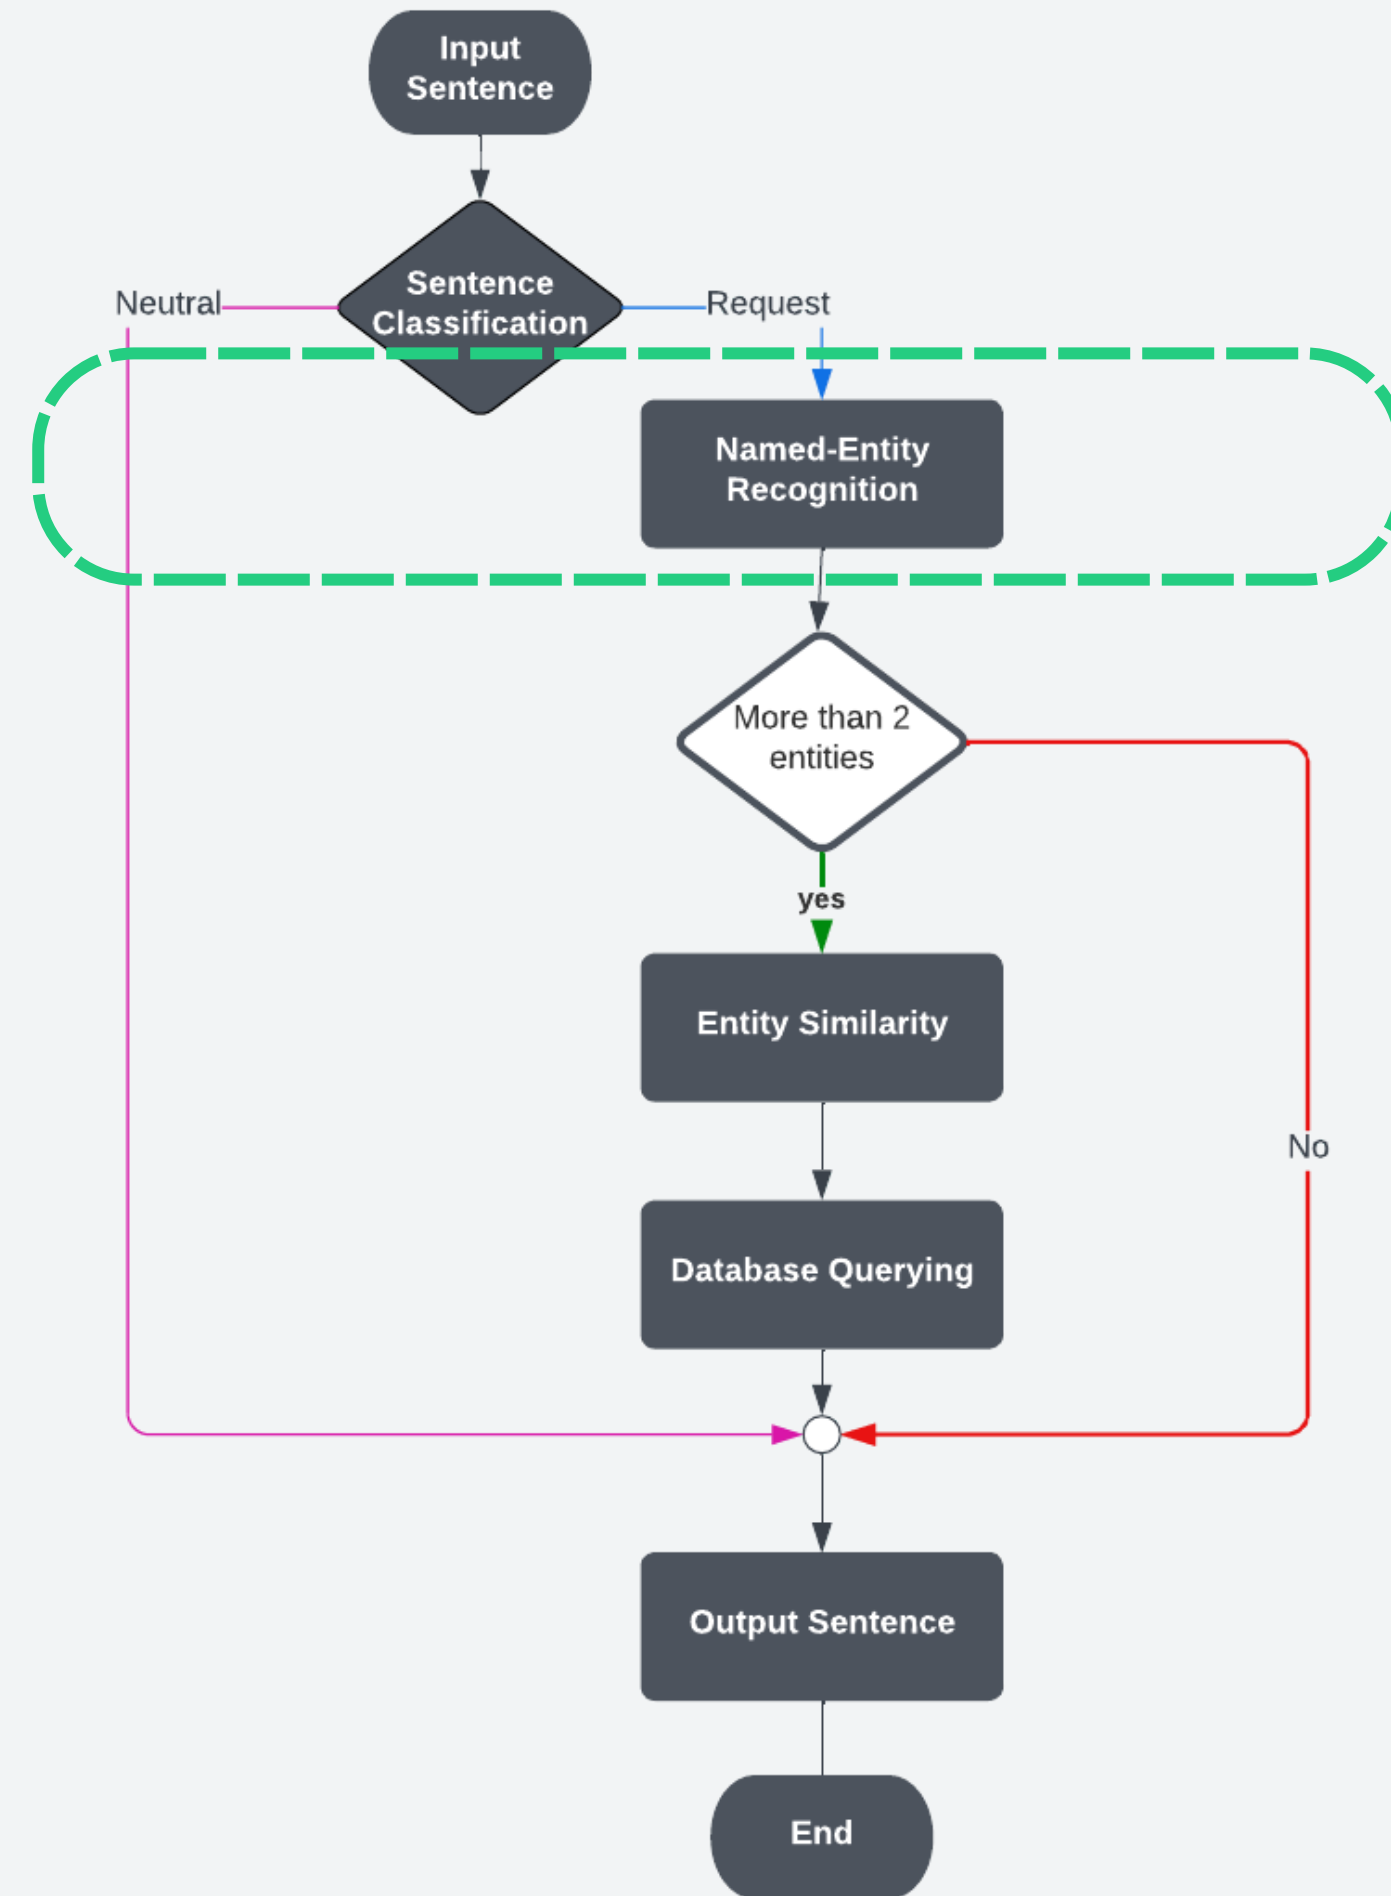 Input
Sentence
Sentence
Classification
Neutral
Request
Named-Entity
Recognition
More than 2
entities
yes
Entity Similarity
No
Database Querying
Output Sentence
End